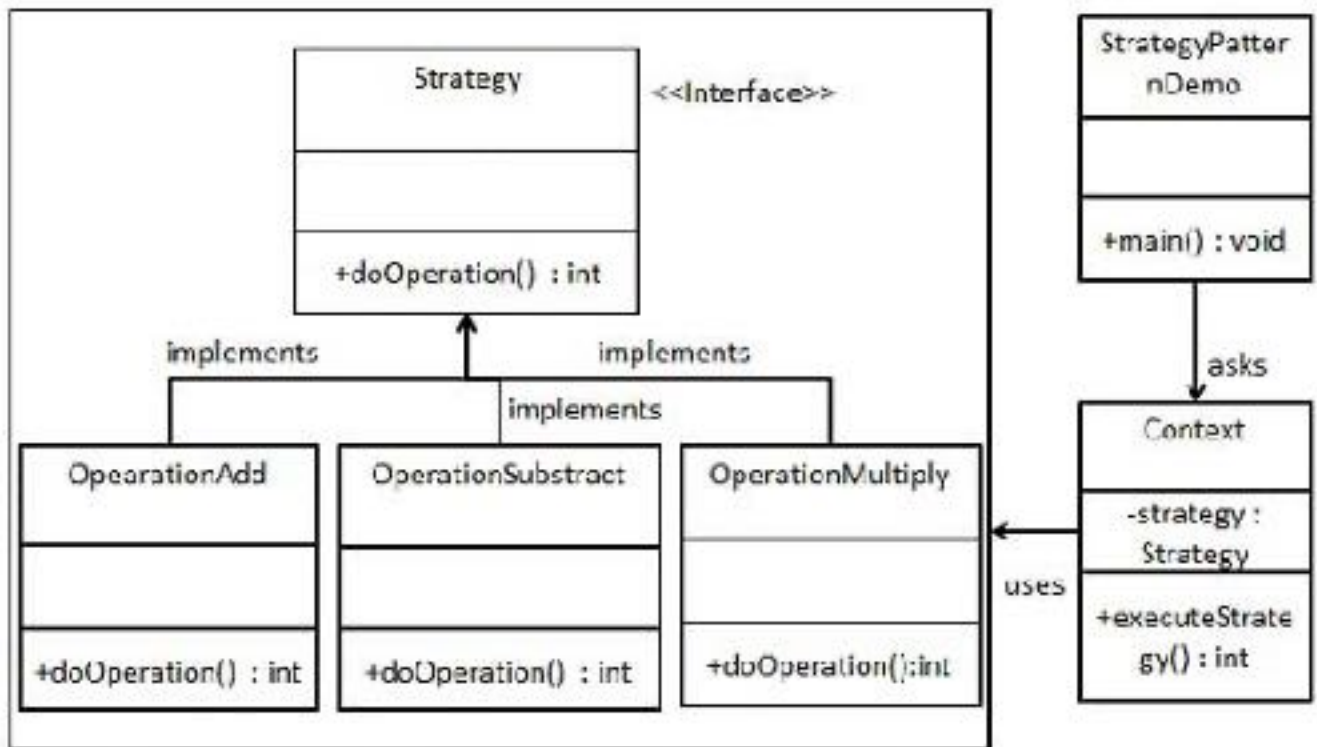 Strategy
<<Interface>>
+doOperation() : int
implements
implements
implements
OpearationAdd
+doOperation() : int
OperationSubstract
+doOperation() : int
OperationMultiply
+doOperation():int
StrategyPatter
nDemo
+main() : void
asks
Context
-strategy :
Strategy
+executeStrate
gy() : int
uses